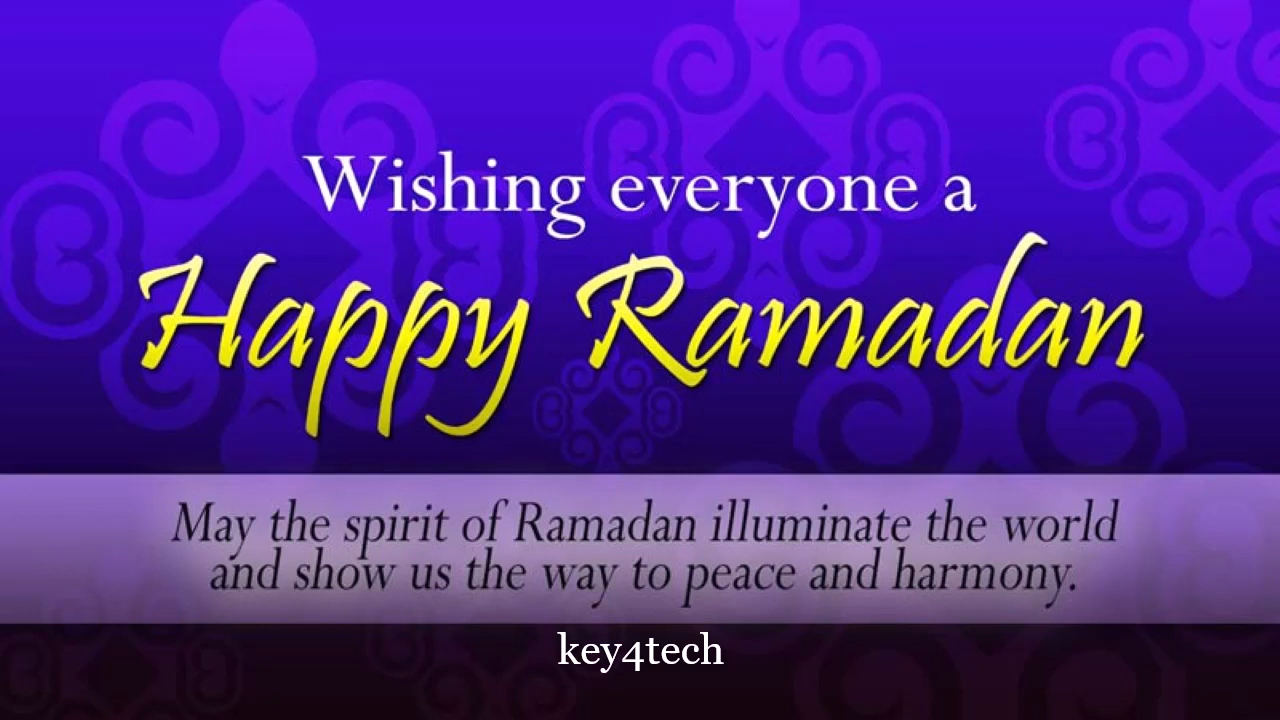 Wishing everyone a
Happy Ramadan
May the spirit of Ramadan illuminate the world
and show us the way to peace and harmony.
key4tech